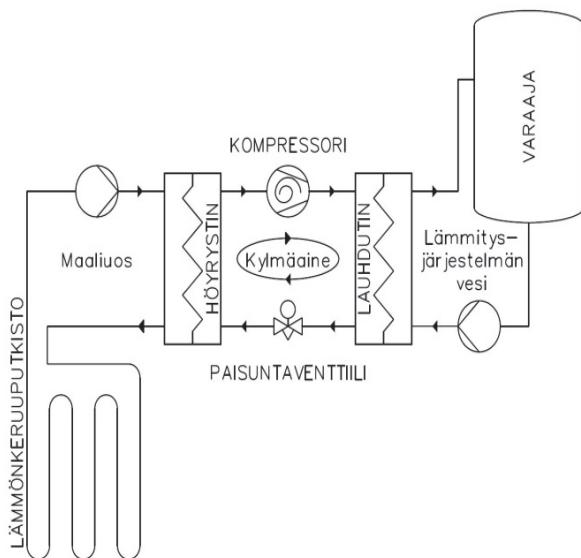 VARAAJA
KOMPRESSORI
Maaliuos
HÖYRYSTIN
Kylmäaine
LAUHDUTIN
Lämmitys-
järjestelmän
vesi
PAISUNTAVENTTIILI
LÄMMÖNKERUUPUTKISTO